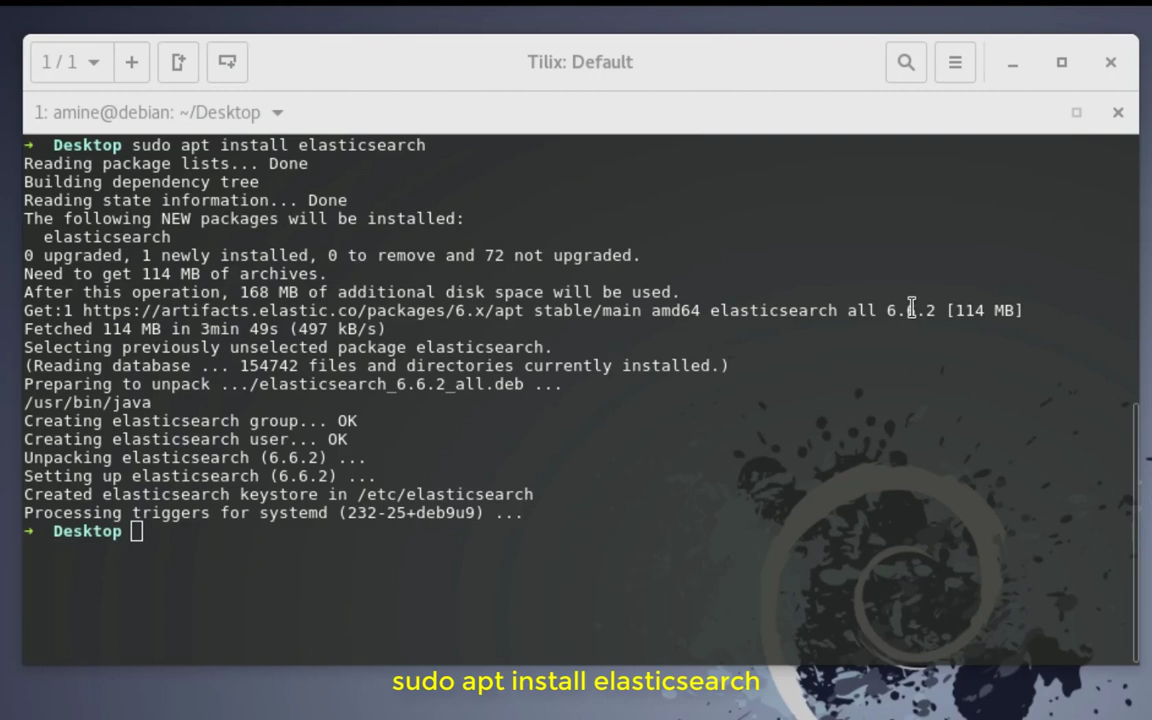 1 / 1
Tilix: Default
1: amine@debian: ~/Desktop
➜  Desktop sudo apt install elasticsearch
Reading package lists... Done
Building dependency tree
Reading state information... Done
The following NEW packages will be installed:
  elasticsearch
0 upgraded, 1 newly installed, 0 to remove and 72 not upgraded.
Need to get 114 MB of archives.
After this operation, 168 MB of additional disk space will be used.
Get:1 https://artifacts.elastic.co/packages/6.x/apt stable/main amd64 elasticsearch all 6.6.2 [114 MB]
Fetched 114 MB in 3min 49s (497 kB/s)
Selecting previously unselected package elasticsearch.
(Reading database ... 154742 files and directories currently installed.)
Preparing to unpack .../elasticsearch_6.6.2_all.deb ...
/usr/bin/java
Creating elasticsearch group... OK
Creating elasticsearch user... OK
Unpacking elasticsearch (6.6.2) ...
Setting up elasticsearch (6.6.2) ...
Created elasticsearch keystore in /etc/elasticsearch
Processing triggers for systemd (232-25+deb9u9) ...
➜  Desktop
sudo apt install elasticsearch